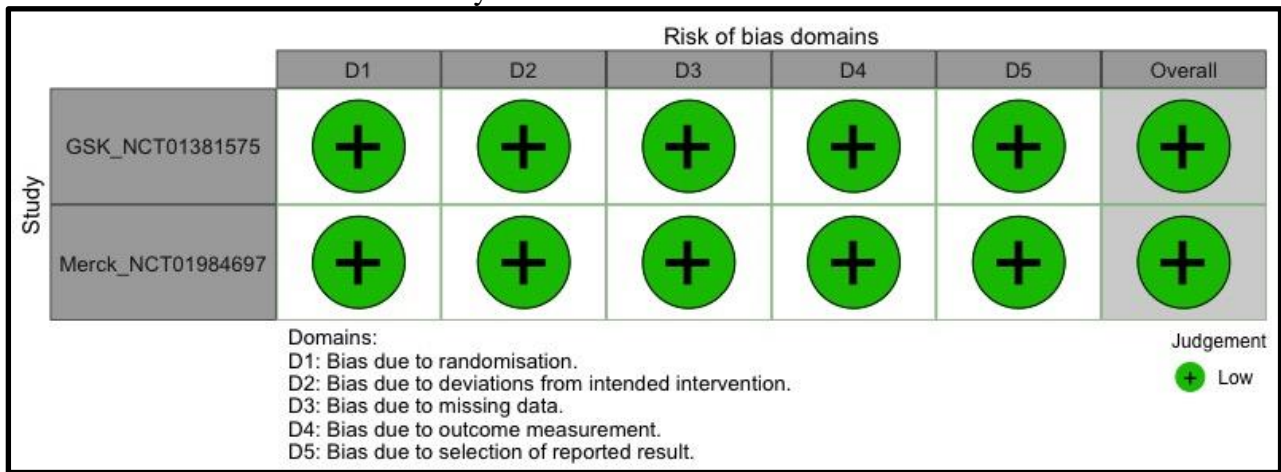 Risk of bias domains
D1 D2 D3 D4 D5 Overall
Study
GSK_NCT01381575 + + + + + +
Merck_NCT01984697 + + + + + +
Domains:
D1: Bias due to randomisation.
D2: Bias due to deviations from intended intervention.
D3: Bias due to missing data.
D4: Bias due to outcome measurement.
D5: Bias due to selection of reported result.
Judgement
+ Low